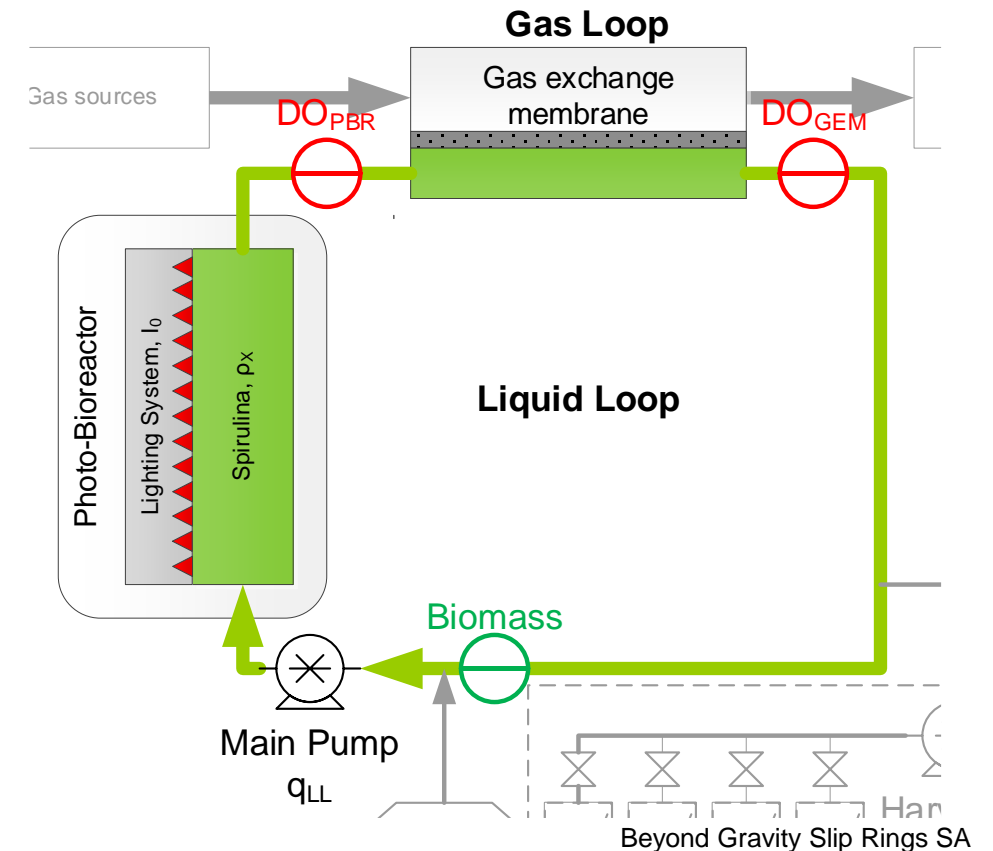 Gas Loop
Gas sources
Gas exchange
membrane
DO_PBR
DO_GEM
Photo-Bioreactor
Lighting System, I₀
Spirulina, ρ_X
Liquid Loop
Biomass
Main Pump
q_LL
Beyond Gravity Slip Rings SA